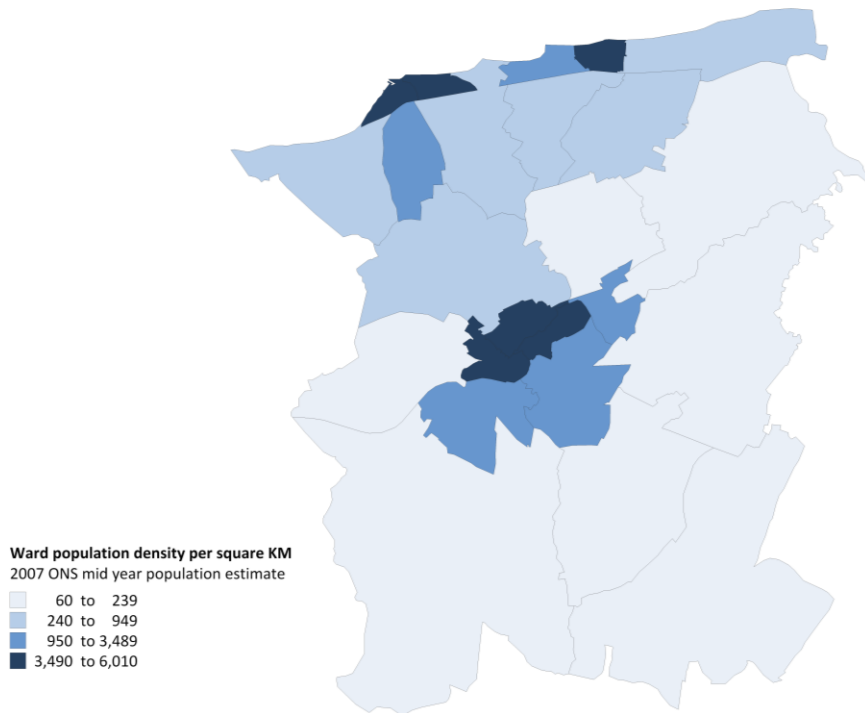 Ward population density per square KM
2007 ONS mid year population estimate
60 to 239
240 to 949
950 to 3,489
3,490 to 6,010